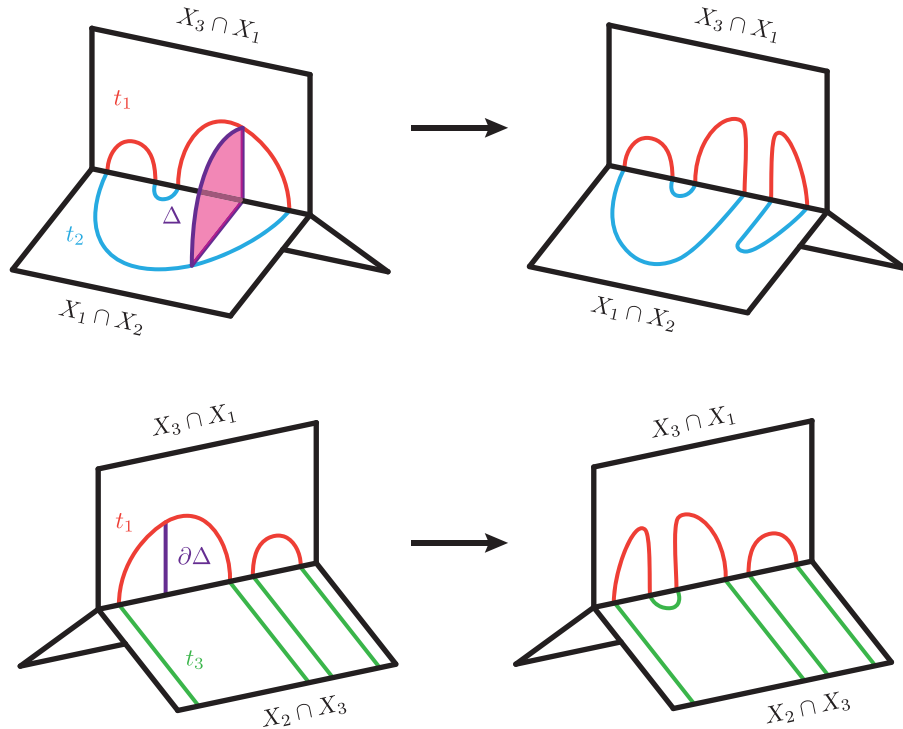 X₃ ∩ X₁
t₁
Δ
t₂
X₁ ∩ X₂
X₃ ∩ X₁
X₁ ∩ X₂
X₃ ∩ X₁
t₁
∂Δ
t₃
X₂ ∩ X₃
X₃ ∩ X₁
X₂ ∩ X₃